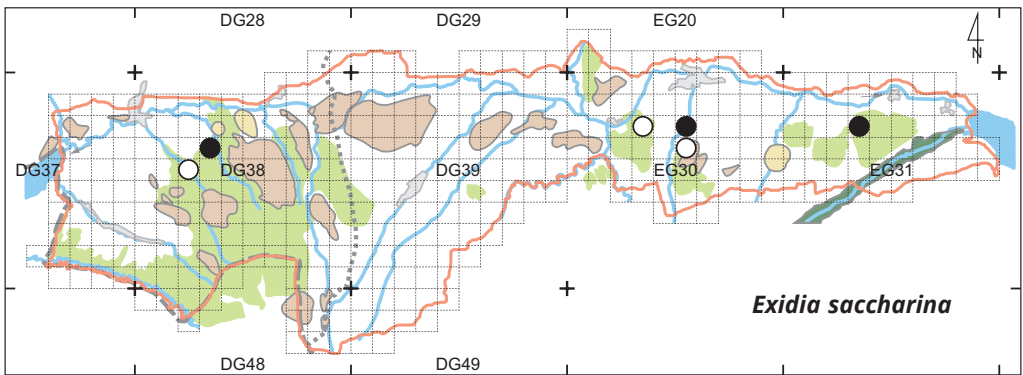 DG28 DG29 EG20
N
DG37 DG38 DG39 EG30 EG31
Exidia saccharina
DG48 DG49